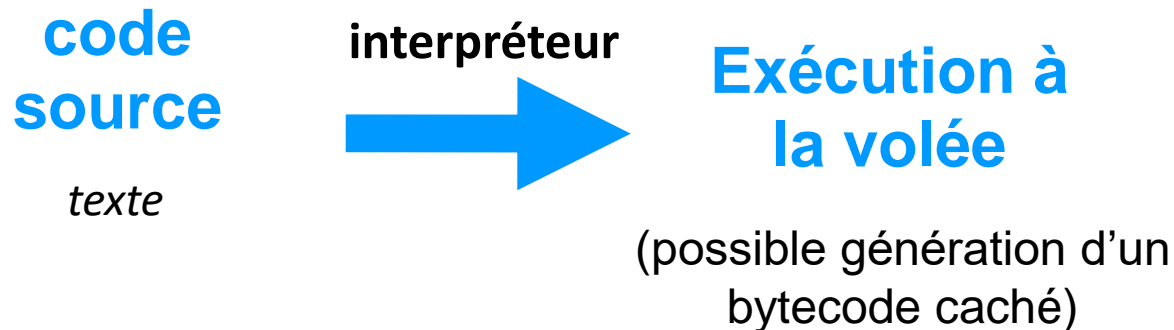 code
source
texte
interpréteur
Exécution à
la volée
(possible génération d’un
bytecode caché)